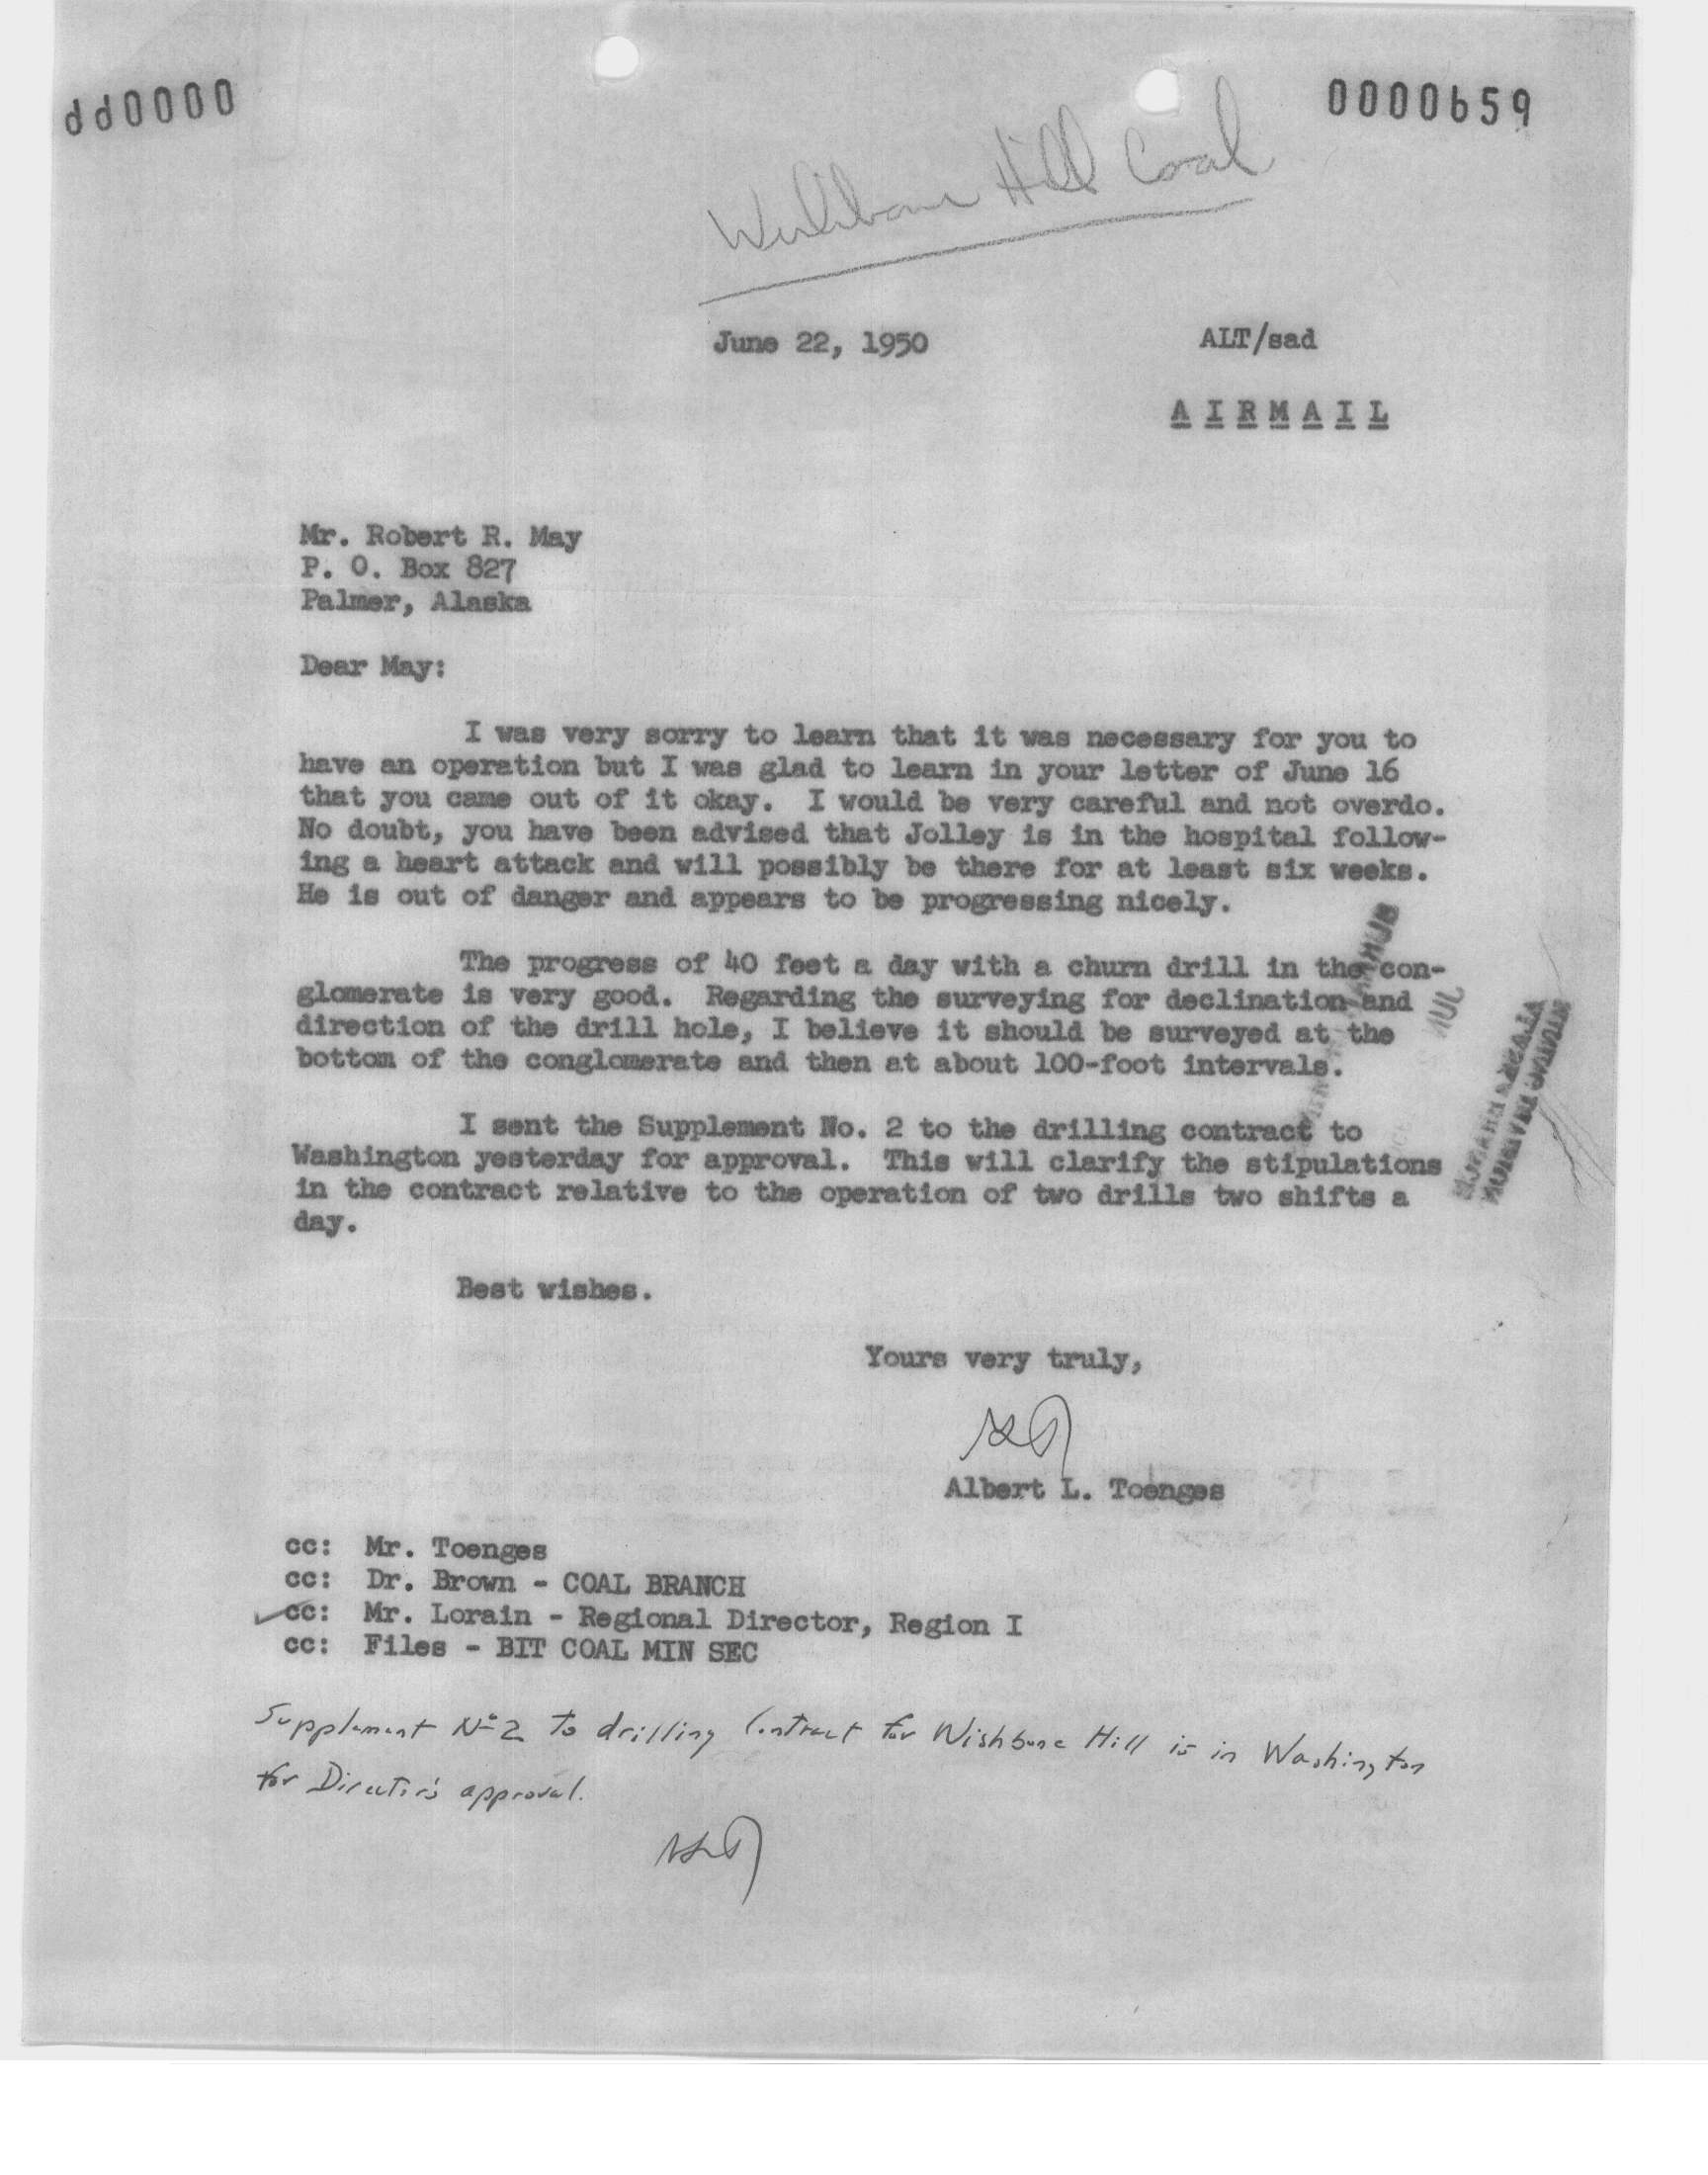 0000659
Wishbone Hill Coal
June 22, 1950 ALT/sad
AIRMAIL
Mr. Robert R. May
P. O. Box 827
Palmer, Alaska
Dear May:
I was very sorry to learn that it was necessary for you to
have an operation but I was glad to learn in your letter of June 16
that you came out of it okay. I would be very careful and not overdo.
No doubt, you have been advised that Jolley is in the hospital follow-
ing a heart attack and will possibly be there for at least six weeks.
He is out of danger and appears to be progressing nicely.
The progress of 40 feet a day with a churn drill in the con-
glomerate is very good. Regarding the surveying for declination and
direction of the drill hole, I believe it should be surveyed at the
bottom of the conglomerate and then at about 100-foot intervals.
I sent the Supplement No. 2 to the drilling contract to
Washington yesterday for approval. This will clarify the stipulations
in the contract relative to the operation of two drills two shifts a
day.
Best wishes.
Yours very truly,
Albert L. Toenges
cc: Mr. Toenges
cc: Dr. Brown - COAL BRANCH
cc: Mr. Lorain - Regional Director, Region I
cc: Files - BIT COAL MIN SEC
Supplement No 2 to drilling Contract for Wishbone Hill is in Washington
for Director's approval.